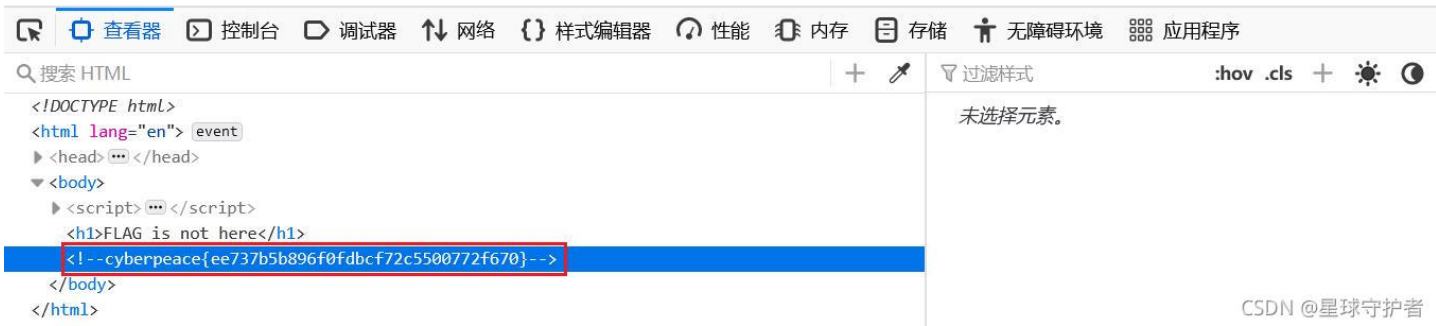 查看器 控制台 调试器 网络 {} 样式编辑器 性能 内存 存储 无障碍环境 应用程序
搜索 HTML + 过滤样式 :hov .cls +
<!DOCTYPE html>
<html lang="en"> event
<head>···</head>
<body>
<script>···</script>
<h1>FLAG is not here</h1>
<!--cyberpeace{ee737b5b896f0fdbcf72c5500772f670}-->
</body>
</html>
未选择元素。
CSDN @星球守护者